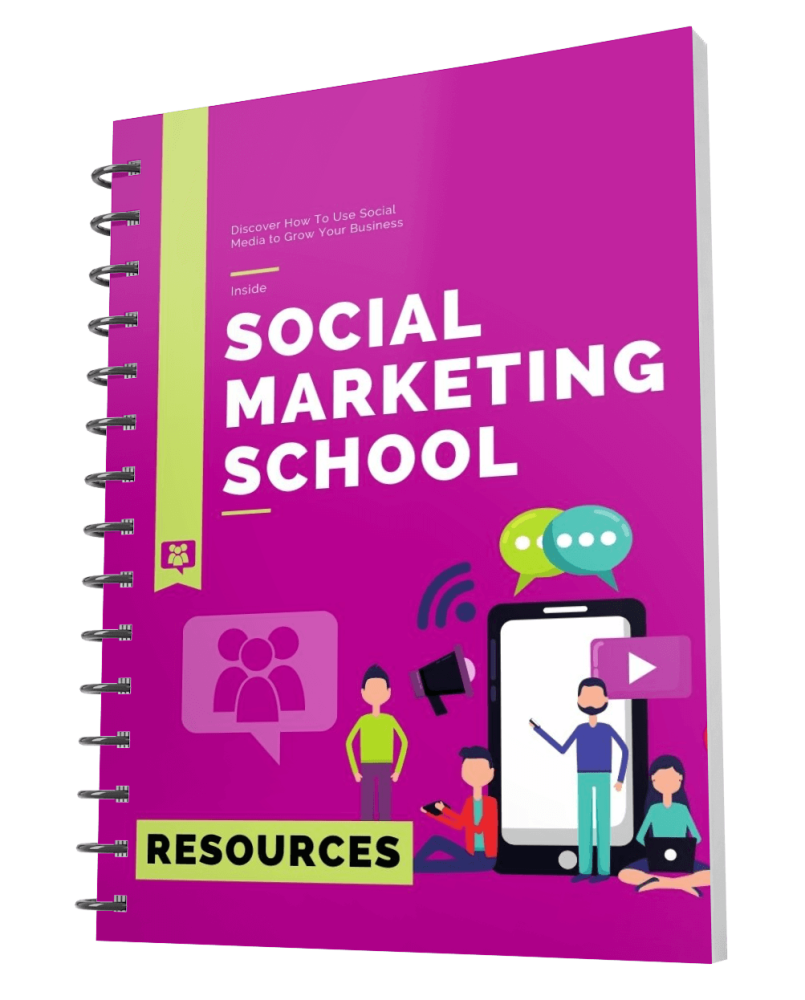 Discover How To Use Social
Media to Grow Your Business
Inside
SOCIAL
MARKETING
SCHOOL
RESOURCES